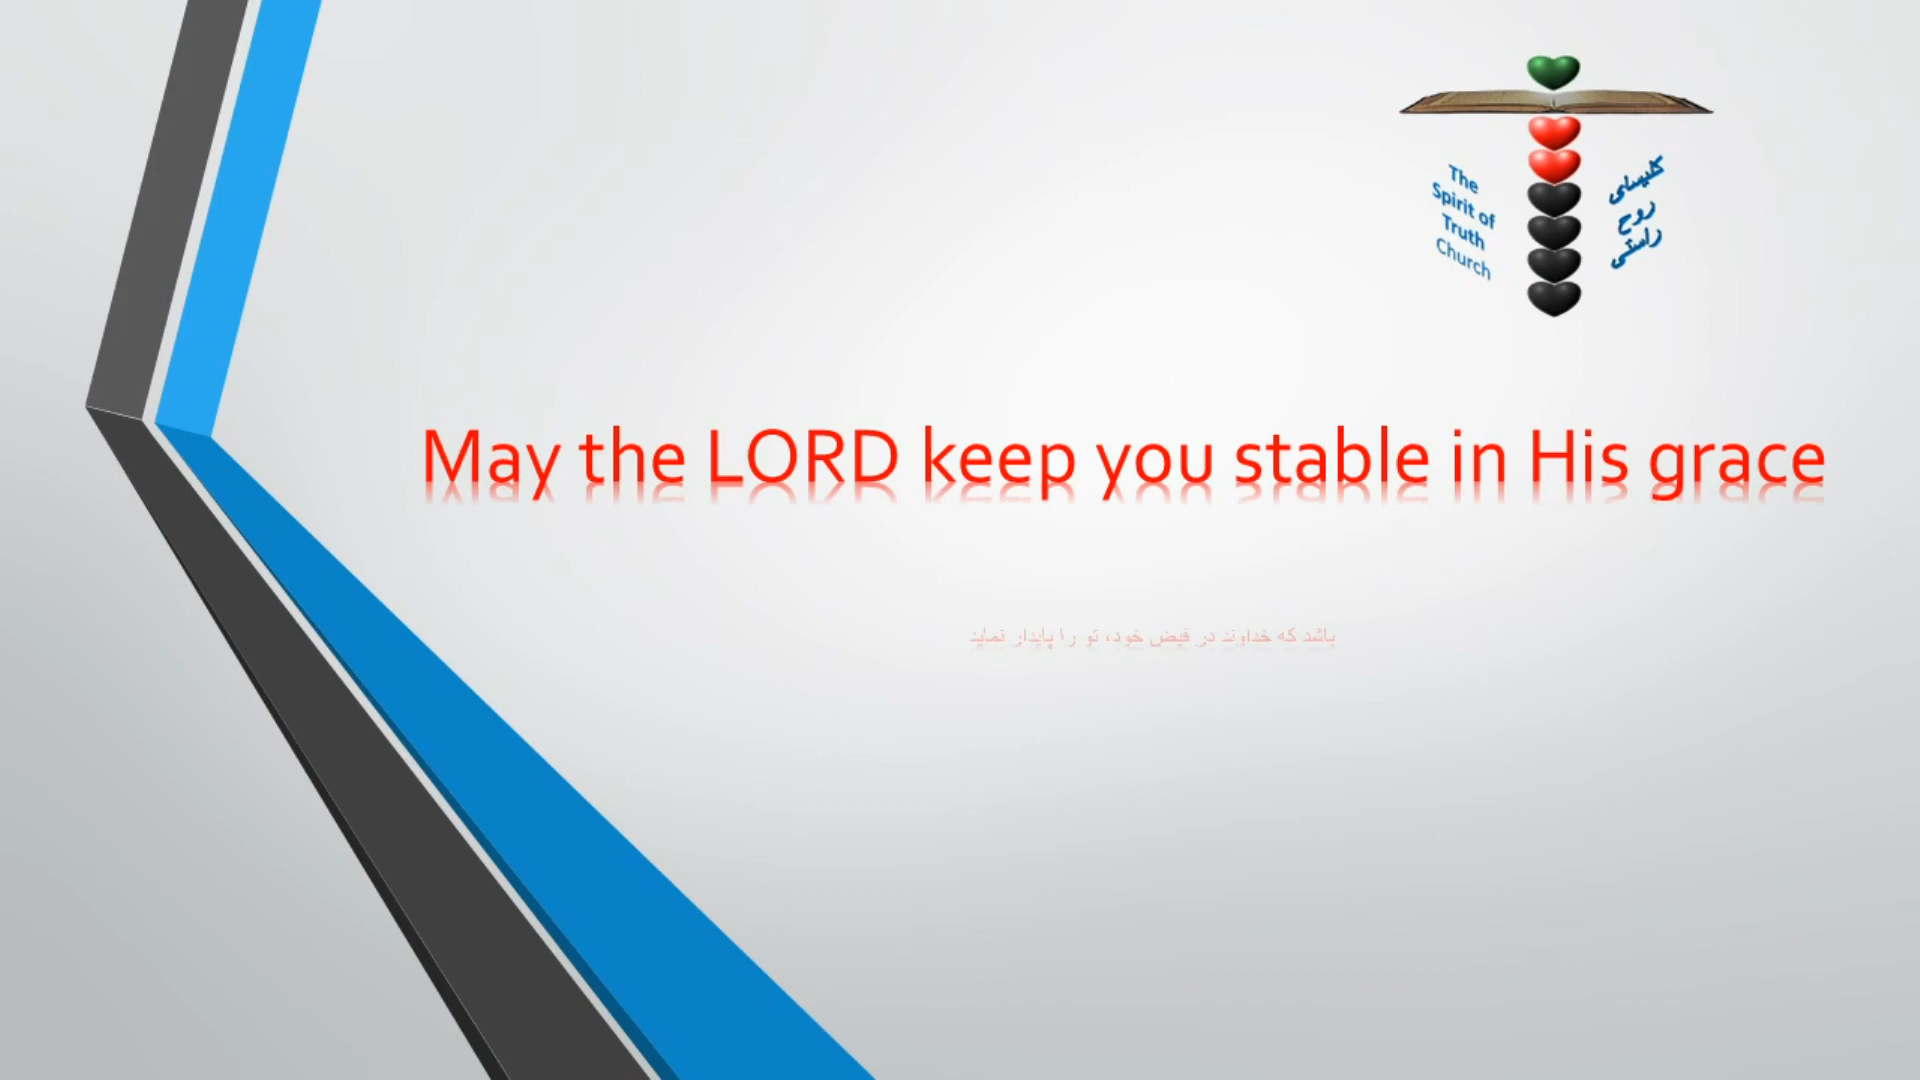 The
Spirit of
Truth
Church
کلیسای
روح
راستی
May the LORD keep you stable in His grace
باشد که خداوند در فیض خود، تو را پایدار نماید